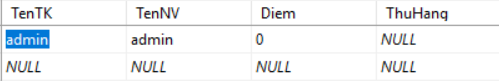 TenTK TenNV Diem ThuHang
admin admin 0 NULL
NULL NULL NULL NULL